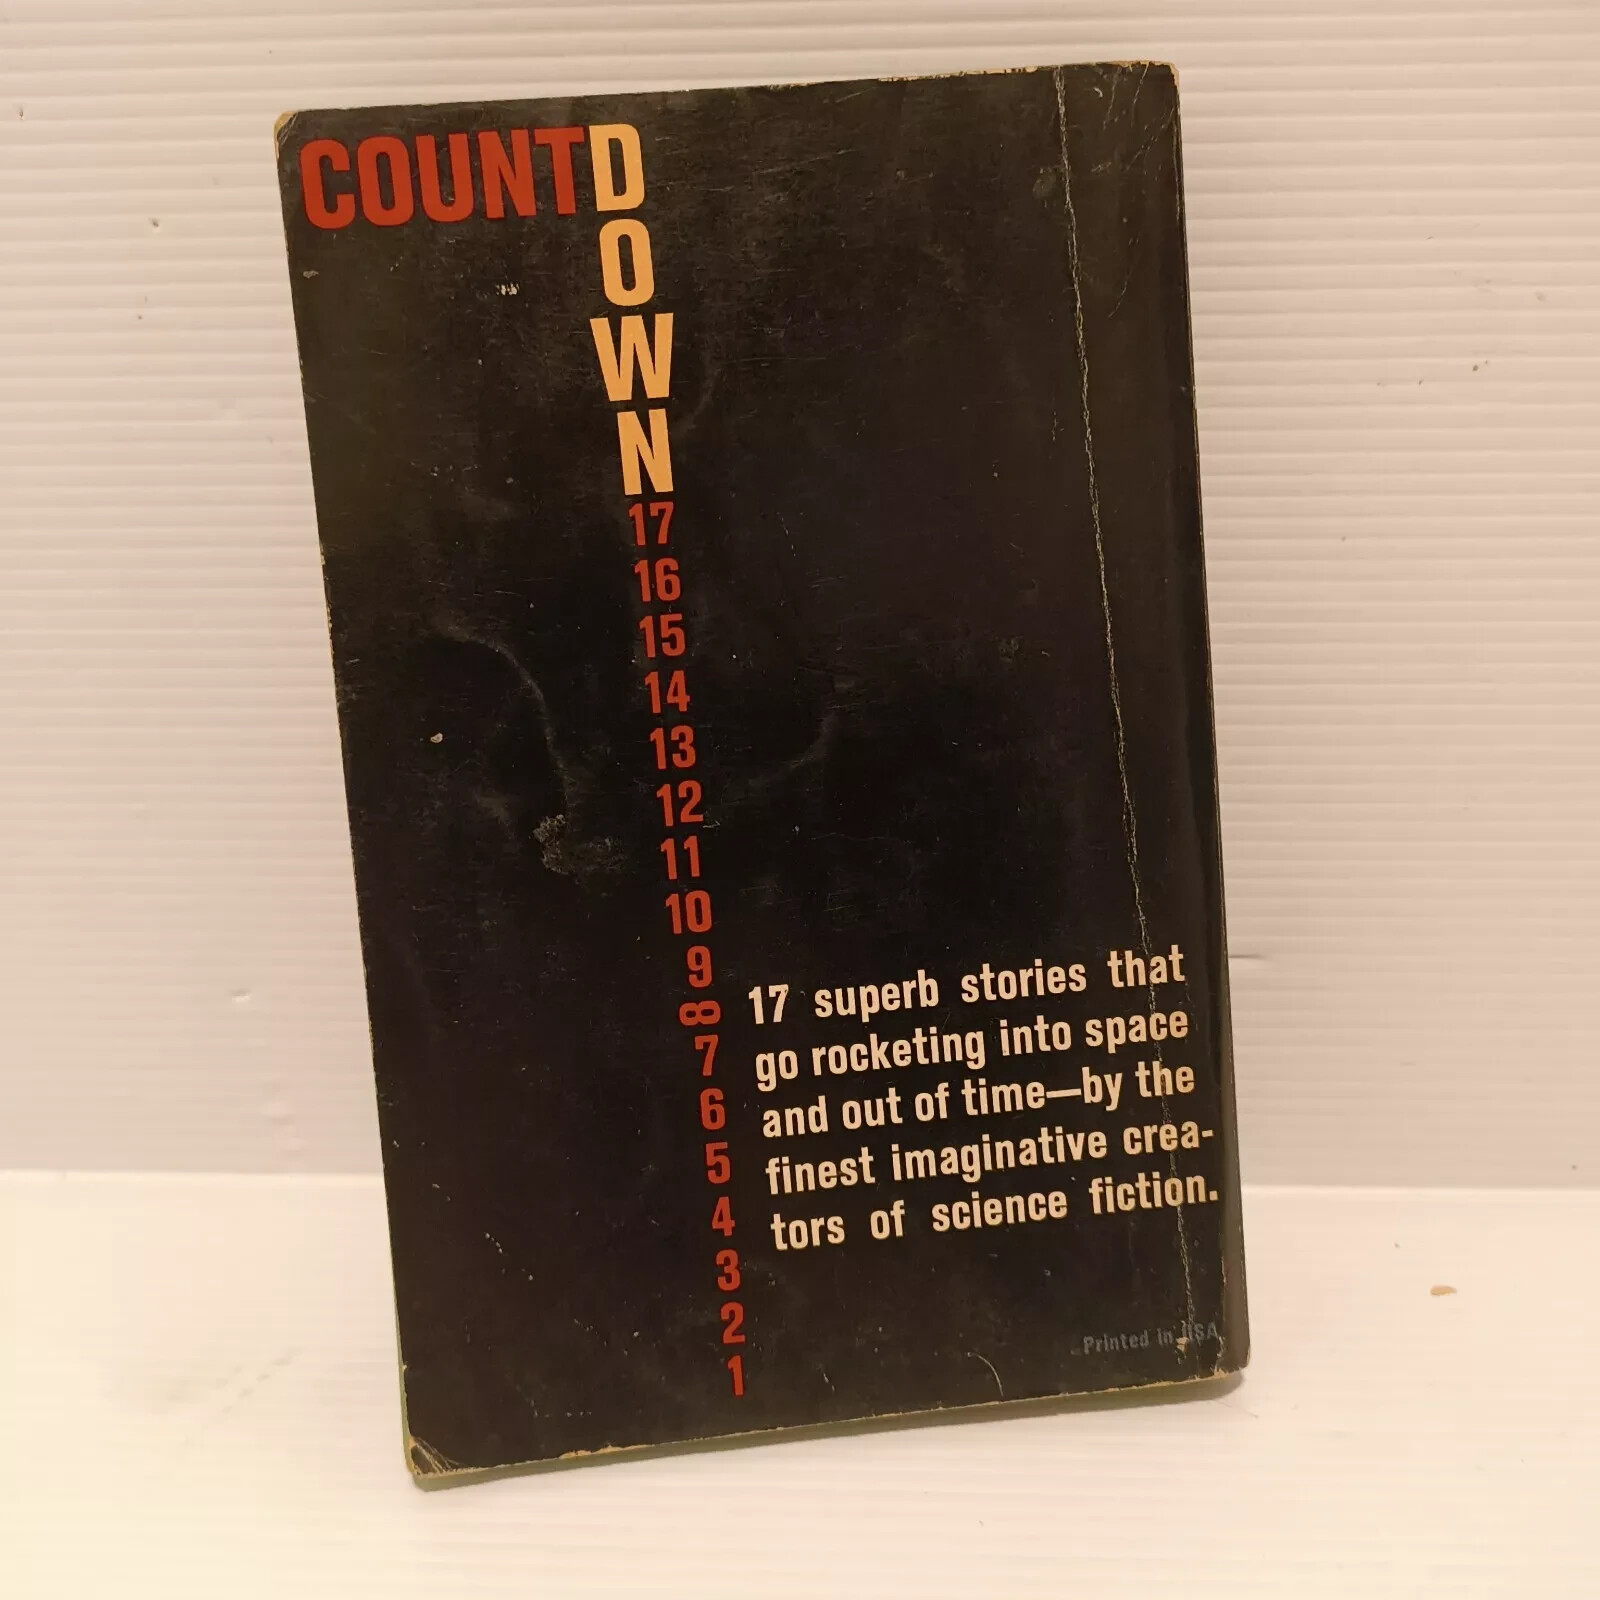 COUNTDOWN
17
16
15
14
13
12
11
10
9
8
7
6
5
4
3
2
1
17 superb stories that
go rocketing into space
and out of time—by the
finest imaginative crea-
tors of science fiction.
Printed in USA